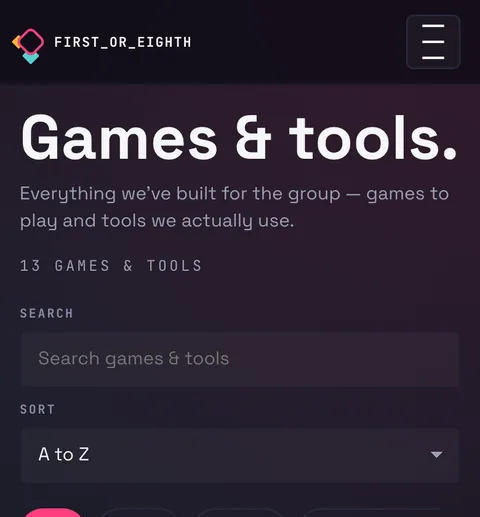 FIRST_OR_EIGHTH
Games & tools.
Everything we've built for the group — games to
play and tools we actually use.
13 GAMES & TOOLS
SEARCH
Search games & tools
SORT
A to Z